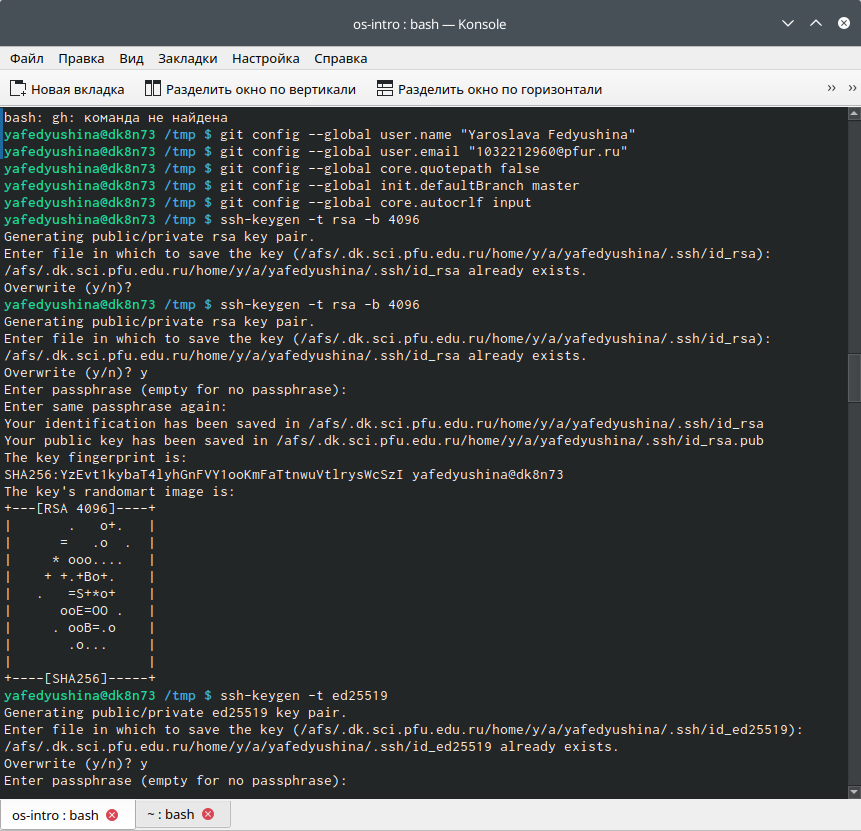 os-intro : bash — Konsole
Файл Правка Вид Закладки Настройка Справка
Новая вкладка Разделить окно по вертикали Разделить окно по горизонтали
bash: gh: команда не найдена
yafedyushina@dk8n73 /tmp $ git config --global user.name "Yaroslava Fedyushina"
yafedyushina@dk8n73 /tmp $ git config --global user.email "1032212960@pfur.ru"
yafedyushina@dk8n73 /tmp $ git config --global core.quotepath false
yafedyushina@dk8n73 /tmp $ git config --global init.defaultBranch master
yafedyushina@dk8n73 /tmp $ git config --global core.autocrlf input
yafedyushina@dk8n73 /tmp $ ssh-keygen -t rsa -b 4096
Generating public/private rsa key pair.
Enter file in which to save the key (/afs/.dk.sci.pfu.edu.ru/home/y/a/yafedyushina/.ssh/id_rsa):
/afs/.dk.sci.pfu.edu.ru/home/y/a/yafedyushina/.ssh/id_rsa already exists.
Overwrite (y/n)?
yafedyushina@dk8n73 /tmp $ ssh-keygen -t rsa -b 4096
Generating public/private rsa key pair.
Enter file in which to save the key (/afs/.dk.sci.pfu.edu.ru/home/y/a/yafedyushina/.ssh/id_rsa):
/afs/.dk.sci.pfu.edu.ru/home/y/a/yafedyushina/.ssh/id_rsa already exists.
Overwrite (y/n)? y
Enter passphrase (empty for no passphrase):
Enter same passphrase again:
Your identification has been saved in /afs/.dk.sci.pfu.edu.ru/home/y/a/yafedyushina/.ssh/id_rsa
Your public key has been saved in /afs/.dk.sci.pfu.edu.ru/home/y/a/yafedyushina/.ssh/id_rsa.pub
The key fingerprint is:
SHA256:YzEvt1kybaT4lyhGnFVY1ooKmFaTtnwuVtlrysWcSzI yafedyushina@dk8n73
The key's randomart image is:
+---[RSA 4096]----+
|       .   o+.   |
|      =   .o  .  |
|     * ooo....   |
|    + +.+Bo+.    |
|   .   =S+*o+    |
|      ooE=OO .   |
|     . ooB=.o    |
|       .o...     |
|                 |
+----[SHA256]-----+
yafedyushina@dk8n73 /tmp $ ssh-keygen -t ed25519
Generating public/private ed25519 key pair.
Enter file in which to save the key (/afs/.dk.sci.pfu.edu.ru/home/y/a/yafedyushina/.ssh/id_ed25519):
/afs/.dk.sci.pfu.edu.ru/home/y/a/yafedyushina/.ssh/id_ed25519 already exists.
Overwrite (y/n)? y
Enter passphrase (empty for no passphrase):
os-intro : bash ~ : bash